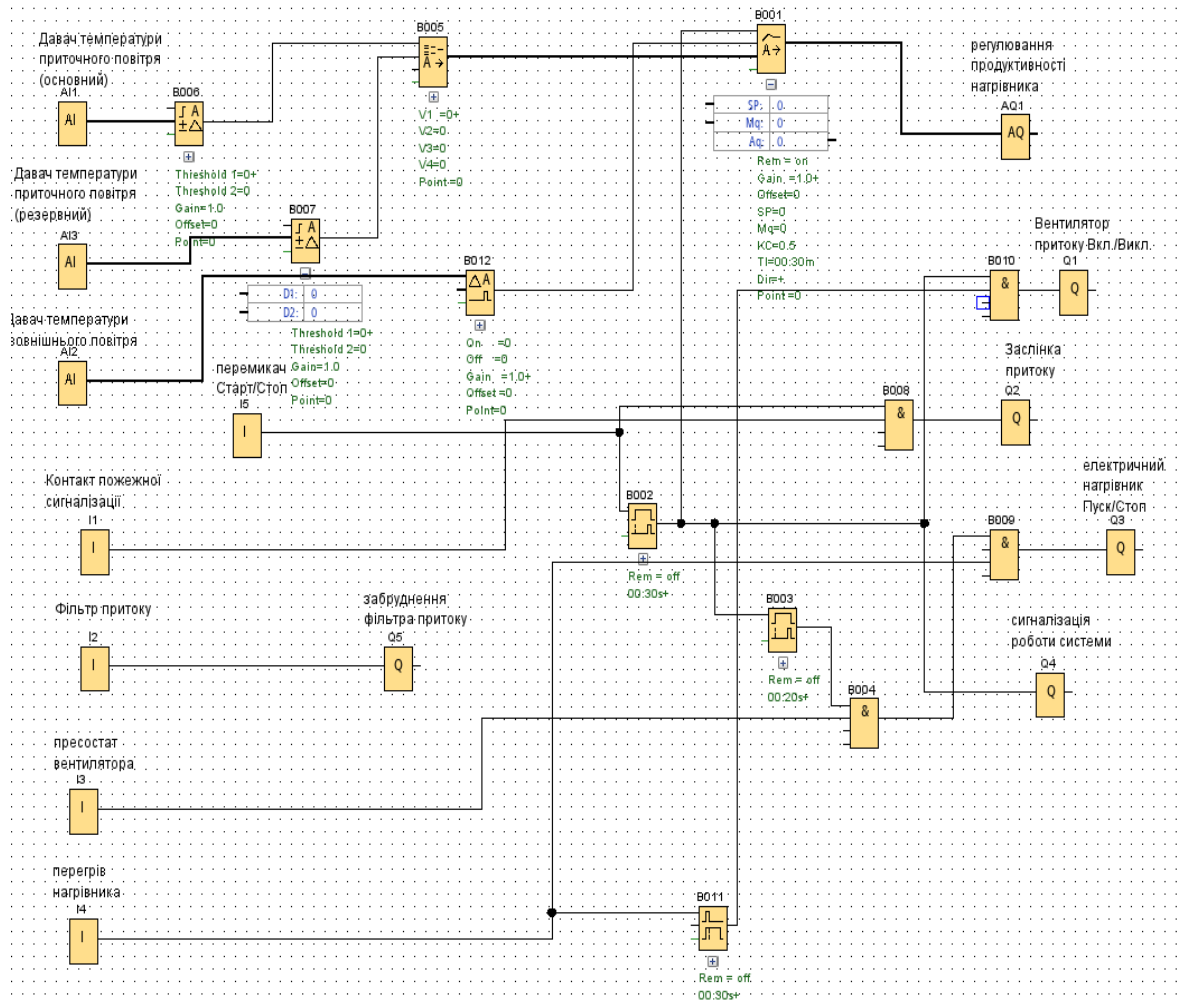 Давач температури
приточного повітря
(основний)
AI1
AI
B006
Threshold 1=0+
Threshold 2=0
Gain=1.0
Offset=0
Point=0
B005
A→
V1 =0+
V2=0
V3=0
V4=0
Point=0
B001
A→
SP: 0
Mq: 0
Aq: 0
Rem = on
Gain =1.0+
Offset=0
SP=0
Mq=0
KC=0.5
TI=00:30m
Dir=+
Point =0
регулювання
продуктивності
нагрівника
AQ1
AQ
Давач температури
приточного повітря
(резервний)
AI3
AI
B007
D1: 0
D2: 0
Threshold 1=0+
Threshold 2=0
Gain=1.0
Offset=0
Point=0
B012
On =0
Off =0
Gain =1.0+
Offset =0
Point=0
Вентилятор
притоку Вкл./Викл.
B010
&
Q1
Q
Давач температури
зовнішнього повітря
AI2
AI
перемикач
Старт/Стоп
I5
I
Заслінка
притоку
B008
&
Q2
Q
Контакт пожежної
сигналізації
I1
I
B002
Rem = off
00:30s+
електричний
нагрівник
Пуск/Стоп
B009
&
Q3
Q
Фільтр притоку
I2
I
забруднення
фільтра притоку
Q5
Q
B003
Rem = off
00:20s+
сигналізація
роботи системи
Q4
Q
B004
&
пресостат
вентилятора
I3
I
перегрів
нагрівника
I4
I
B011
Rem = off
00:30s+